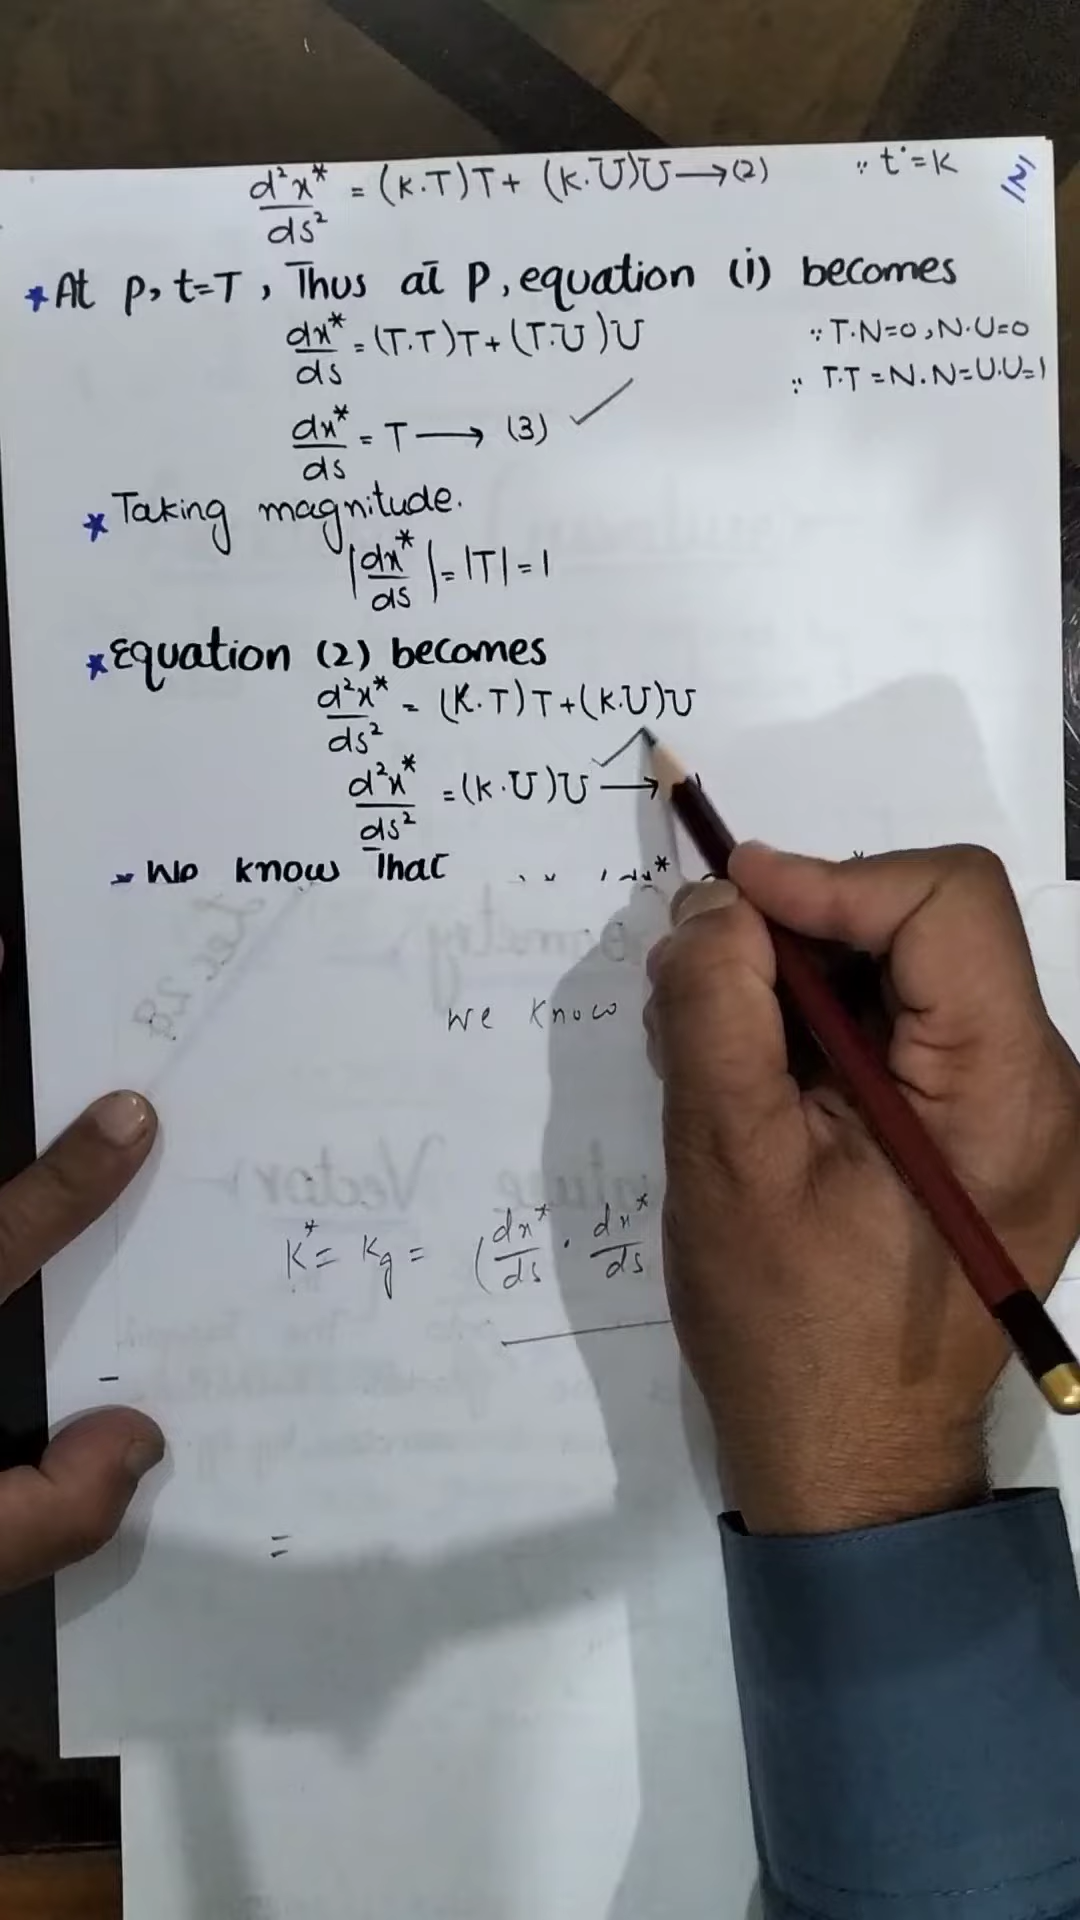 d²x*/ds² = (k.T)T + (k.U)U → (2) ∵ t˙ = k
121
* At p, t=T, Thus at P, equation (i) becomes
dx*/ds = (T.T)T + (T.U)U ∵ T.N=0, N.U=0
∵ T.T = N.N = U.U = 1
dx*/ds = T → (3)
* Taking magnitude.
|dx*/ds| = |T| = 1
* Equation (2) becomes
d²x*/ds² = (K.T)T + (K.U)U
d²x*/ds² = (k.U)U →
We know That
we know
K* = kg = (dx*/ds . dx*/ds
=